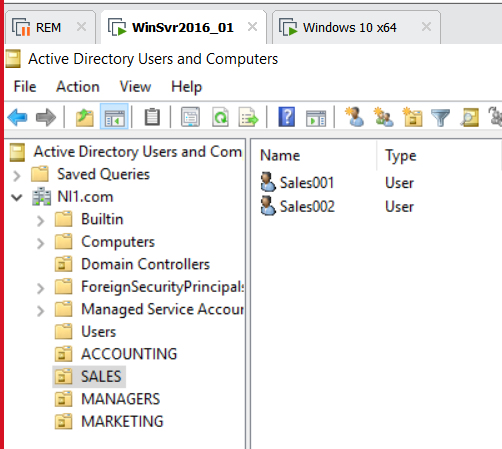 REM WinSvr2016_01 Windows 10 x64
Active Directory Users and Computers
File Action View Help
Active Directory Users and Com
Saved Queries
NI1.com
Builtin
Computers
Domain Controllers
ForeignSecurityPrincipals
Managed Service Accour
Users
ACCOUNTING
SALES
MANAGERS
MARKETING
Name Type
Sales001 User
Sales002 User